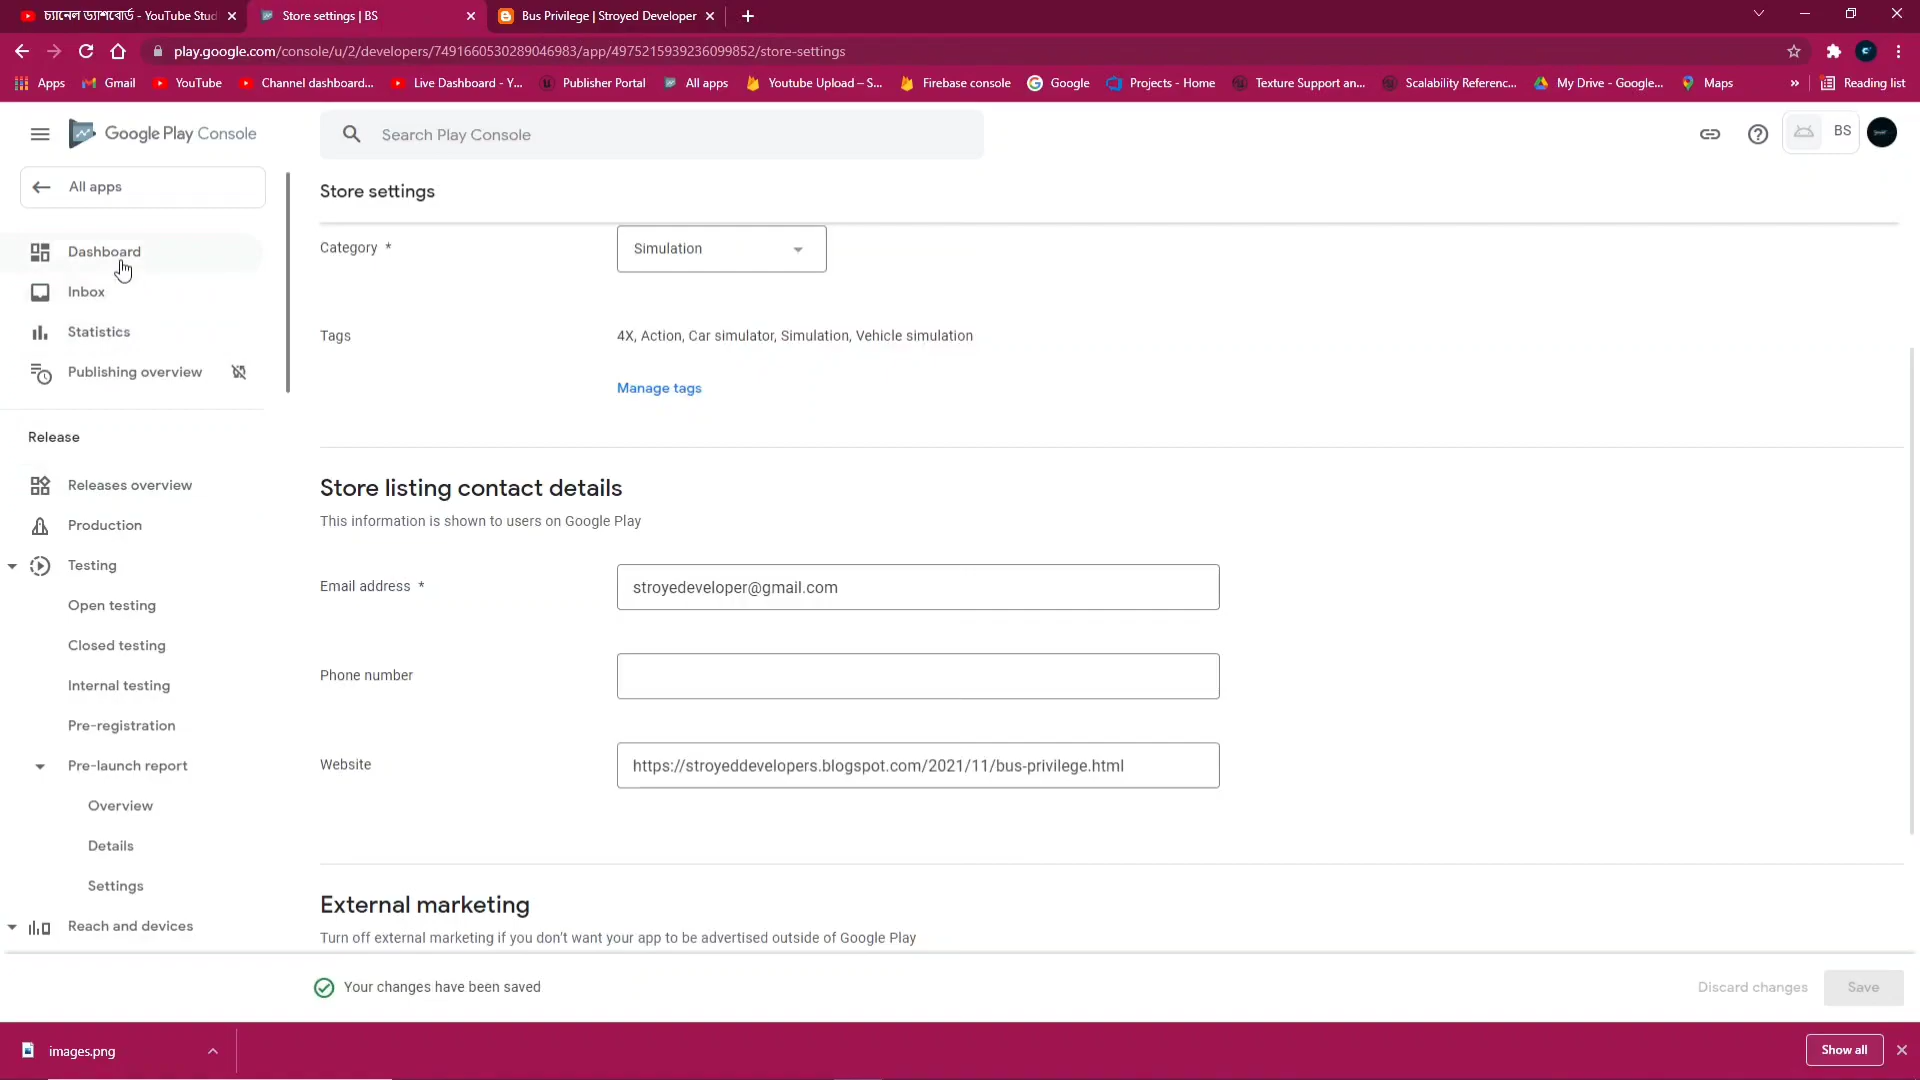 চ্যানেল ড্যাশবোর্ড - YouTube Stud
Store settings | BS
Bus Privilege | Stroyed Developer
play.google.com/console/u/2/developers/7491660530289046983/app/4975215939236099852/store-settings
Apps
Gmail
YouTube
Channel dashboard...
Live Dashboard - Y...
Publisher Portal
All apps
Youtube Upload – S...
Firebase console
Google
Projects - Home
Texture Support an...
Scalability Referenc...
My Drive - Google...
Maps
»
Reading list
Google Play Console
Search Play Console
BS
All apps
Store settings
Dashboard
Inbox
Statistics
Publishing overview
Release
Releases overview
Production
Testing
Open testing
Closed testing
Internal testing
Pre-registration
Pre-launch report
Overview
Details
Settings
Reach and devices
Category *
Simulation
Tags
4X, Action, Car simulator, Simulation, Vehicle simulation
Manage tags
Store listing contact details
This information is shown to users on Google Play
Email address *
stroyedeveloper@gmail.com
Phone number
Website
https://stroyeddevelopers.blogspot.com/2021/11/bus-privilege.html
External marketing
Turn off external marketing if you don't want your app to be advertised outside of Google Play
Your changes have been saved
Discard changes
Save
images.png
Show all